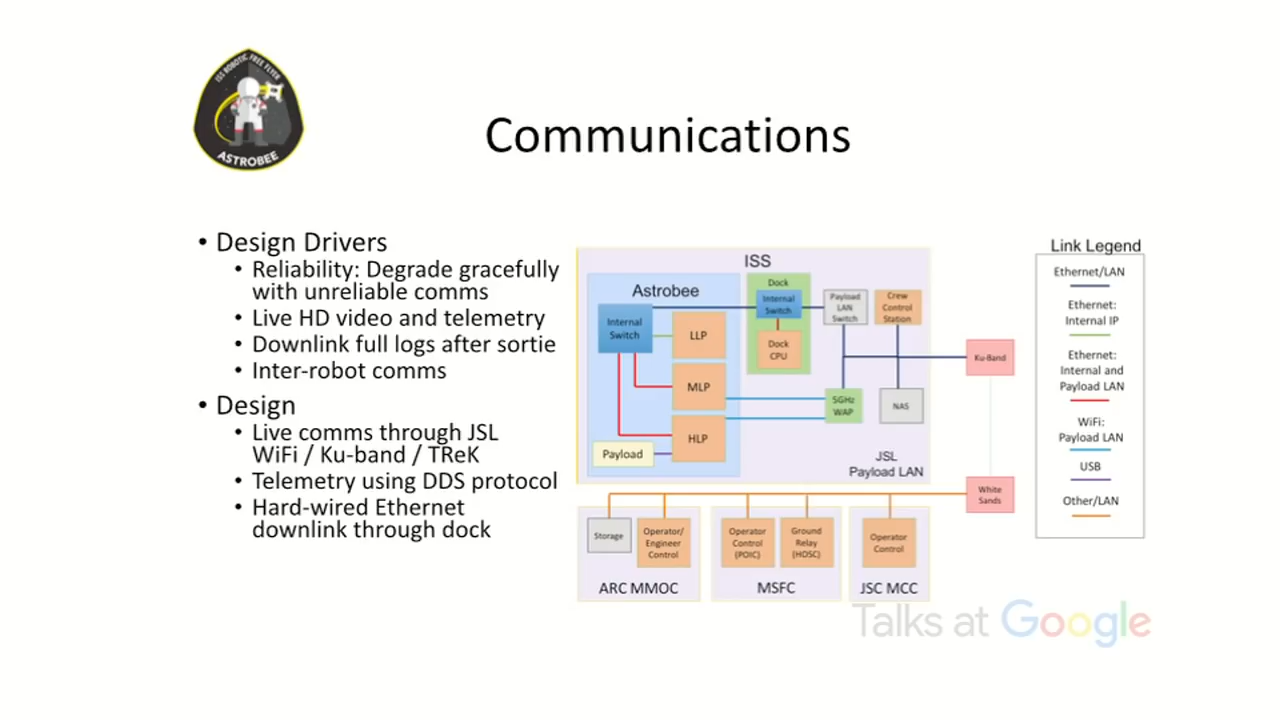 ISS ROBOTIC FREE FLYER
ASTROBEE
Communications
• Design Drivers
• Reliability: Degrade gracefully
with unreliable comms
• Live HD video and telemetry
• Downlink full logs after sortie
• Inter-robot comms
• Design
• Live comms through JSL
WiFi / Ku-band / TReK
• Telemetry using DDS protocol
• Hard-wired Ethernet
downlink through dock
ISS
Astrobee
Internal
Switch
LLP
MLP
HLP
Payload
Dock
Internal
Switch
Dock
CPU
Payload
LAN
Switch
Crew
Control
Station
5GHz
WAP
NAS
JSL
Payload LAN
Ku-Band
White
Sands
Storage
Operator/
Engineer
Control
ARC MMOC
Operator
Control
(POIC)
Ground
Relay
(HOSC)
MSFC
Operator
Control
JSC MCC
Link Legend
Ethernet/LAN
Ethernet:
Internal IP
Ethernet:
Internal and
Payload LAN
WiFi:
Payload LAN
USB
Other/LAN
Talks at Google